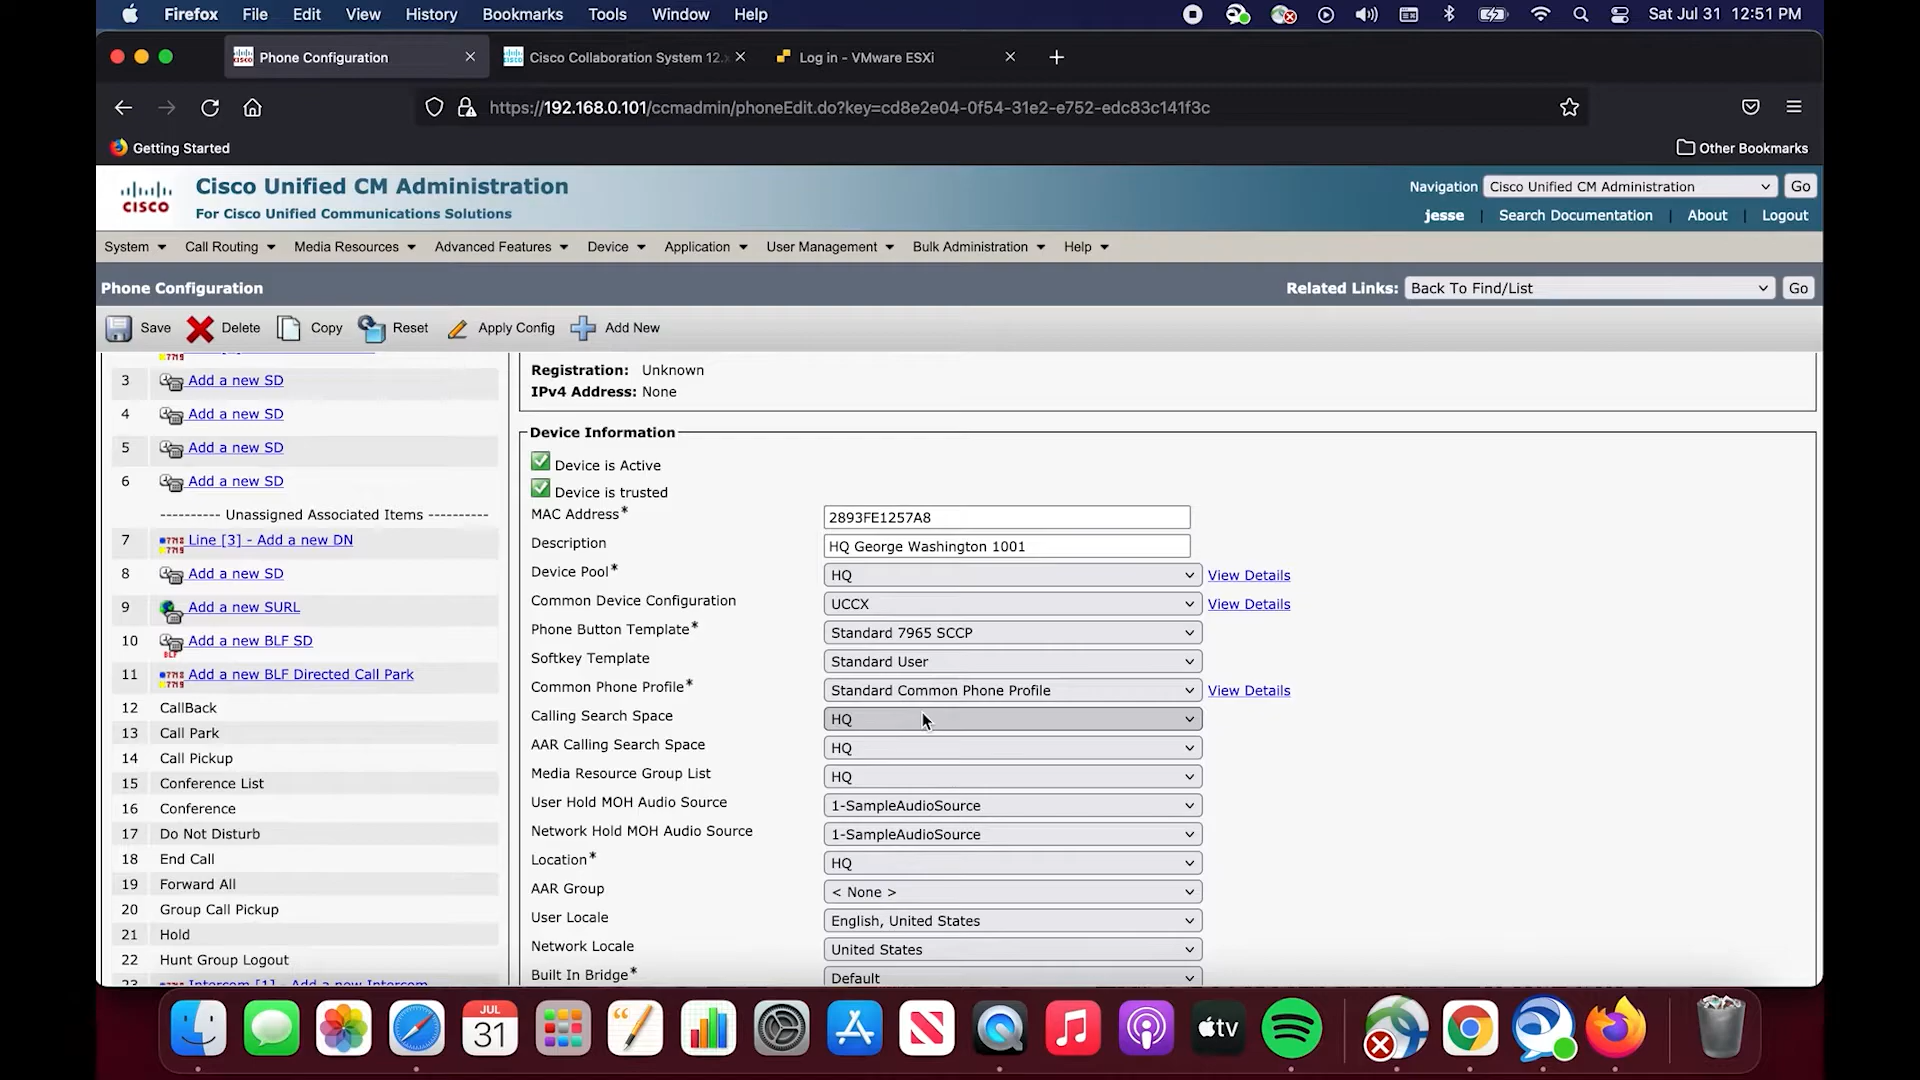 Firefox File Edit View History Bookmarks Tools Window Help Sat Jul 31 12:51 PM
Phone Configuration Cisco Collaboration System 12. Log in - VMware ESXi
https://192.168.0.101/ccmadmin/phoneEdit.do?key=cd8e2e04-0f54-31e2-e752-edc83c141f3c
Getting Started Other Bookmarks
CISCO
Cisco Unified CM Administration
For Cisco Unified Communications Solutions
Navigation Cisco Unified CM Administration Go
jesse | Search Documentation | About | Logout
System Call Routing Media Resources Advanced Features Device Application User Management Bulk Administration Help
Phone Configuration Related Links: Back To Find/List Go
Save Delete Copy Reset Apply Config Add New
3 Add a new SD
4 Add a new SD
5 Add a new SD
6 Add a new SD
---------- Unassigned Associated Items ----------
7 Line [3] - Add a new DN
8 Add a new SD
9 Add a new SURL
10 Add a new BLF SD
11 Add a new BLF Directed Call Park
12 CallBack
13 Call Park
14 Call Pickup
15 Conference List
16 Conference
17 Do Not Disturb
18 End Call
19 Forward All
20 Group Call Pickup
21 Hold
22 Hunt Group Logout
23 Intercom [1] - Add a new Intercom
Registration: Unknown
IPv4 Address: None
Device Information
Device is Active
Device is trusted
MAC Address* 2893FE1257A8
Description HQ George Washington 1001
Device Pool* HQ View Details
Common Device Configuration UCCX View Details
Phone Button Template* Standard 7965 SCCP
Softkey Template Standard User
Common Phone Profile* Standard Common Phone Profile View Details
Calling Search Space HQ
AAR Calling Search Space HQ
Media Resource Group List HQ
User Hold MOH Audio Source 1-SampleAudioSource
Network Hold MOH Audio Source 1-SampleAudioSource
Location* HQ
AAR Group < None >
User Locale English, United States
Network Locale United States
Built In Bridge* Default
JUL
31
tv